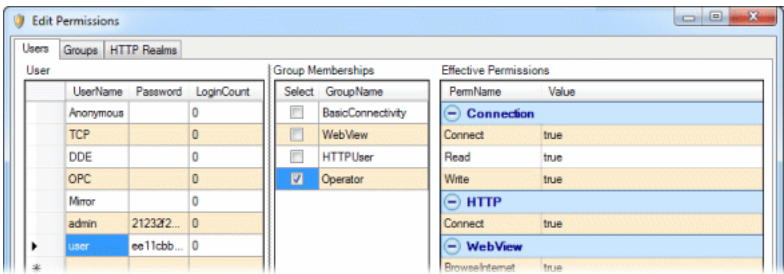 Edit Permissions
Users Groups HTTP Realms
User Group Memberships Effective Permissions
UserName Password LoginCount Select GroupName PermName Value
Anonymous 0 BasicConnectivity Connection
TCP 0 WebView Connect true
DDE 0 HTTPUser Read true
OPC 0 Operator Write true
Mirror 0 HTTP
admin 21232f2... 0 Connect true
user ee11cbb... 0 WebView
BrowseInternet true